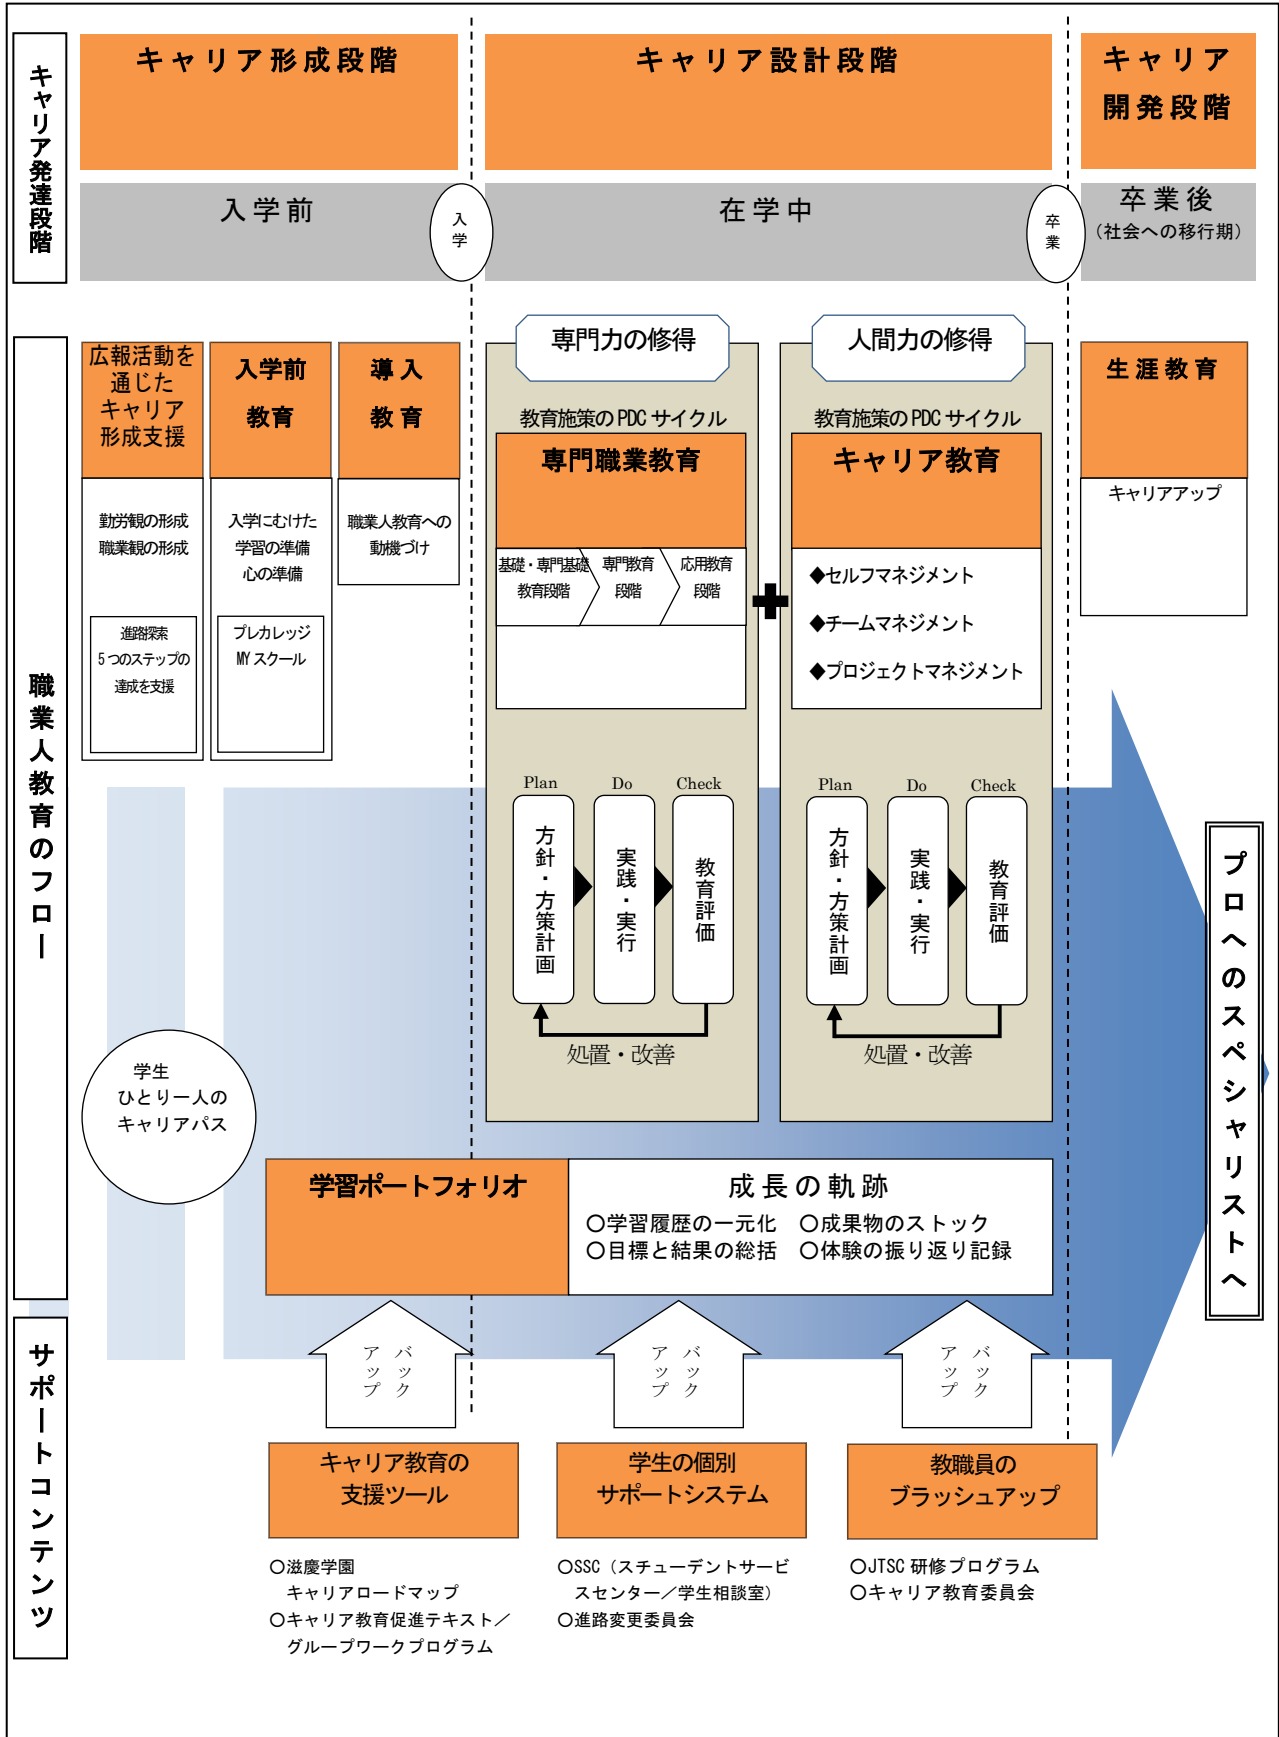 キャリア発達段階
キャリア形成段階
キャリア設計段階
キャリア
開発段階
入学前
入学
在学中
卒業
卒業後
(社会への移行期)
職業人教育のフロー
広報活動を
通じた
キャリア
形成支援
勤労観の形成
職業観の形成
進路探索
5つのステップの
達成を支援
入学前
教育
入学にむけた
学習の準備
心の準備
プレカレッジ
MYスクール
導入
教育
職業人教育への
動機づけ
専門力の修得
教育施策のPDCサイクル
専門職業教育
基礎・専門基礎
教育段階
専門教育
段階
応用教育
段階
Plan
Do
Check
方針・方策計画
実践・実行
教育評価
処置・改善
人間力の修得
教育施策のPDCサイクル
キャリア教育
◆セルフマネジメント
◆チームマネジメント
◆プロジェクトマネジメント
Plan
Do
Check
方針・方策計画
実践・実行
教育評価
処置・改善
生涯教育
キャリアアップ
プロへのスペシャリストへ
学生
ひとり一人の
キャリアパス
学習ポートフォリオ
成長の軌跡
○学習履歴の一元化 ○成果物のストック
○目標と結果の総括 ○体験の振り返り記録
サポートコンテンツ
バック
アップ
バック
アップ
バック
アップ
キャリア教育の
支援ツール
○滋慶学園
キャリアロードマップ
○キャリア教育促進テキスト／
グループワークプログラム
学生の個別
サポートシステム
○SSC（スチューデントサービ
スセンター／学生相談室）
○進路変更委員会
教職員の
ブラッシュアップ
○JTSC研修プログラム
○キャリア教育委員会